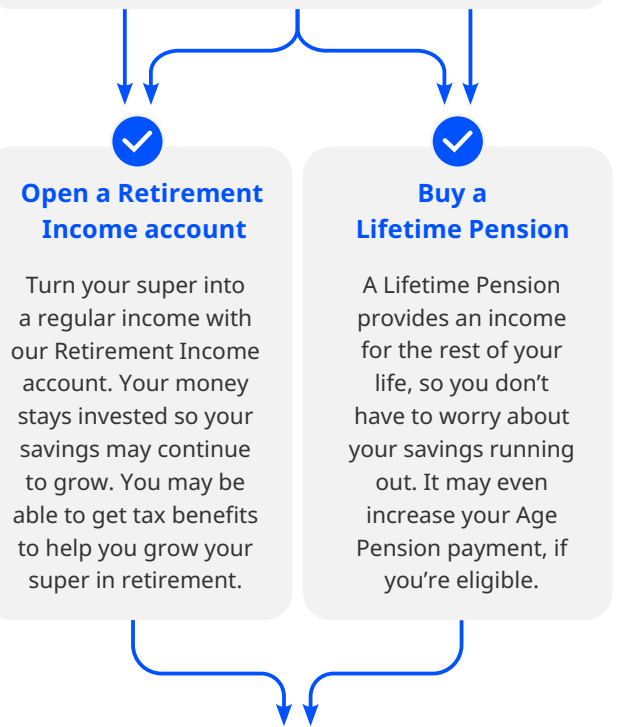 Open a Retirement
Income account
Turn your super into
a regular income with
our Retirement Income
account. Your money
stays invested so your
savings may continue
to grow. You may be
able to get tax benefits
to help you grow your
super in retirement.
Buy a
Lifetime Pension
A Lifetime Pension
provides an income
for the rest of your
life, so you don’t
have to worry about
your savings running
out. It may even
increase your Age
Pension payment, if
you’re eligible.